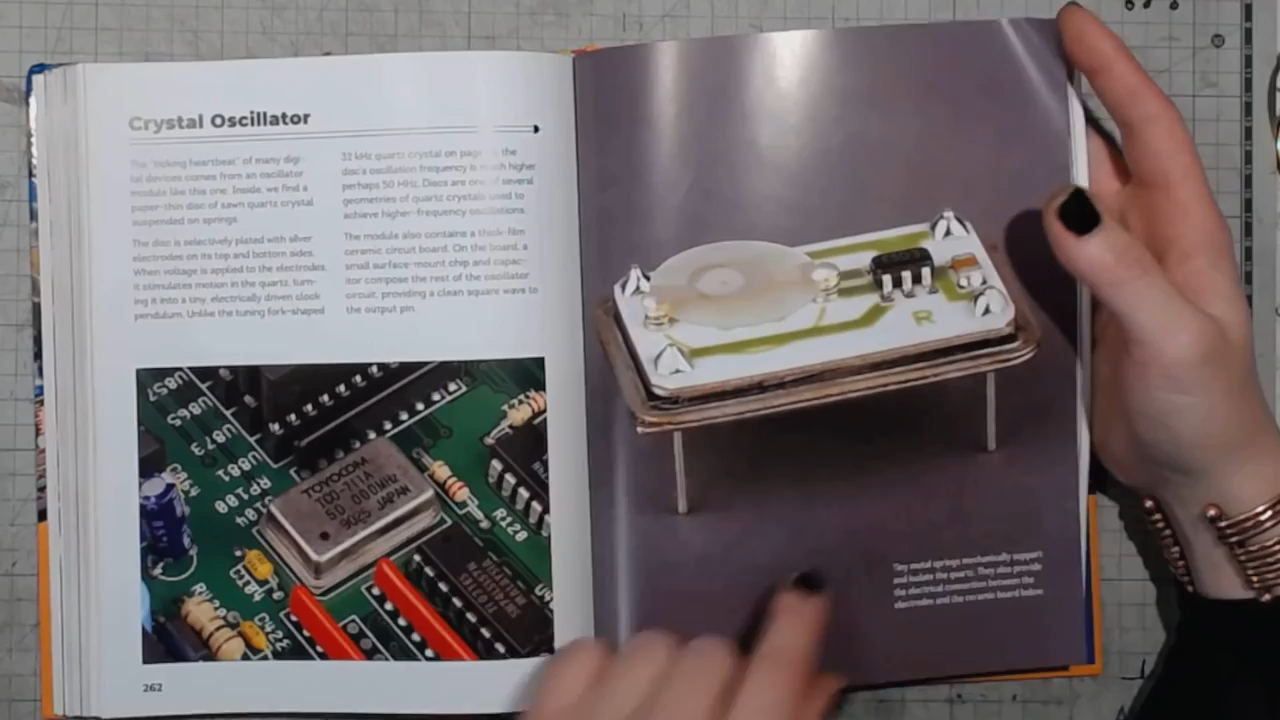 Crystal Oscillator
The "ticking heartbeat" of many digi-
tal devices comes from an oscillator
module like this one. Inside, we find a
paper-thin disc of sawn quartz crystal
suspended on springs.
The disc is selectively plated with silver
electrodes on its top and bottom sides.
When voltage is applied to the electrodes,
it stimulates motion in the quartz, turn-
ing it into a tiny, electrically driven clock
pendulum. Unlike the tuning fork-shaped
32 kHz quartz crystal on page the
disc's oscillation frequency is much higher
perhaps 50 MHz. Discs are one of several
geometries of quartz crystals used to
achieve higher-frequency oscillations.
The module also contains a thick-film
ceramic circuit board. On the board, a
small surface-mount chip and capac-
itor compose the rest of the oscillator
circuit, providing a clean square wave to
the output pin.
U857
U865
U873
U881
RP100
C164
TOYOCOM
TCO-711A
50.000MHz
9025 JAPAN
R120
C184
C423
262
R
Tiny metal springs mechanically support
and isolate the quartz. They also provide
the electrical connection between the
electrodes and the ceramic board below.